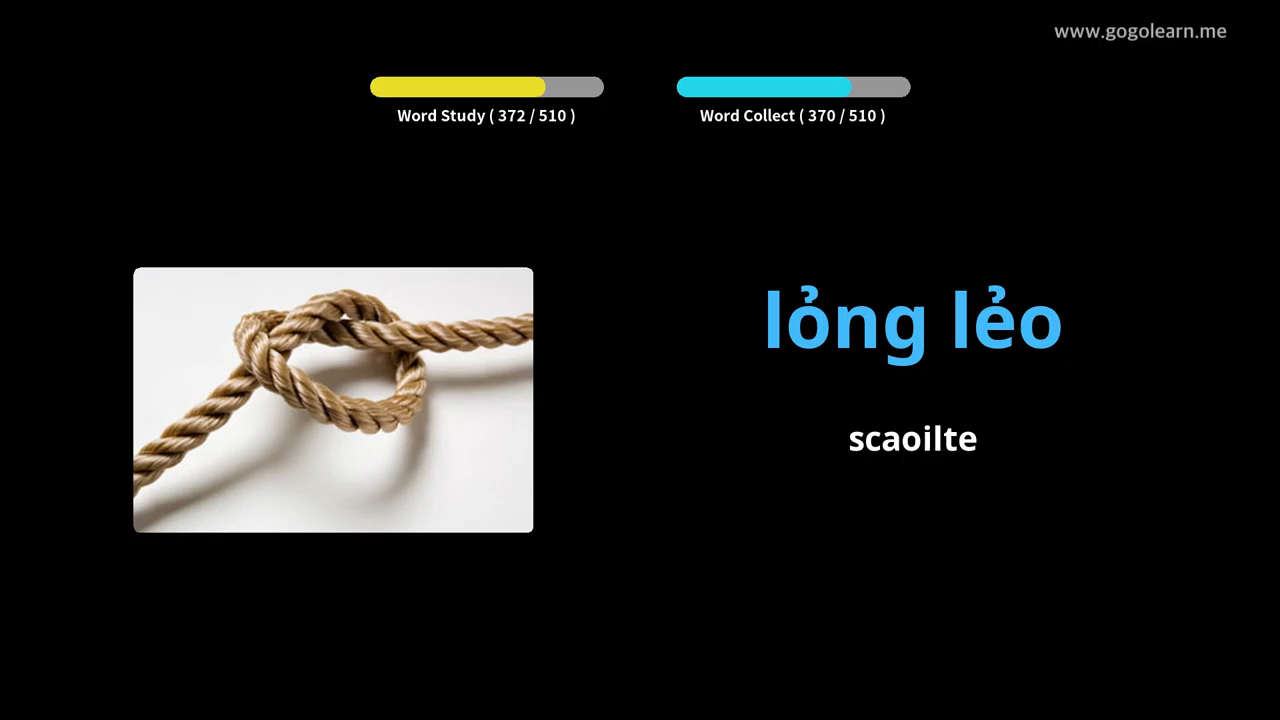 www.gogolearn.me
Word Study ( 372 / 510 )
Word Collect ( 370 / 510 )
lỏng lẻo
scaoilte